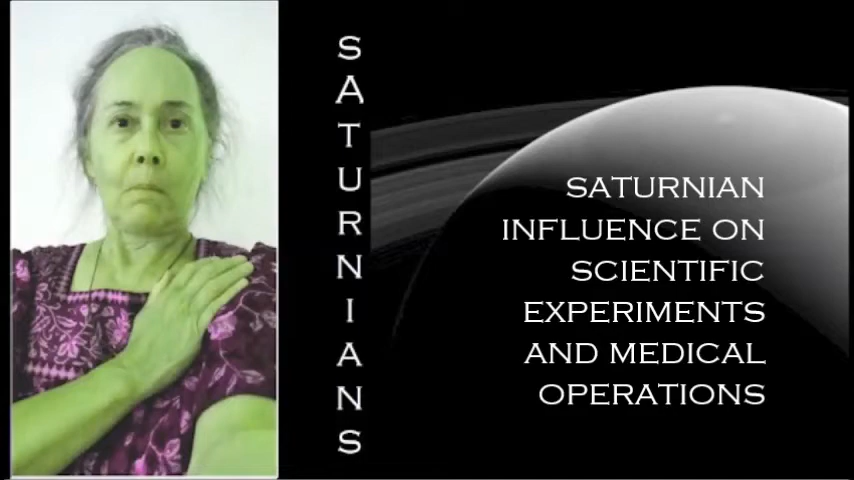 SATURNIANS
SATURNIAN
INFLUENCE ON
SCIENTIFIC
EXPERIMENTS
AND MEDICAL
OPERATIONS